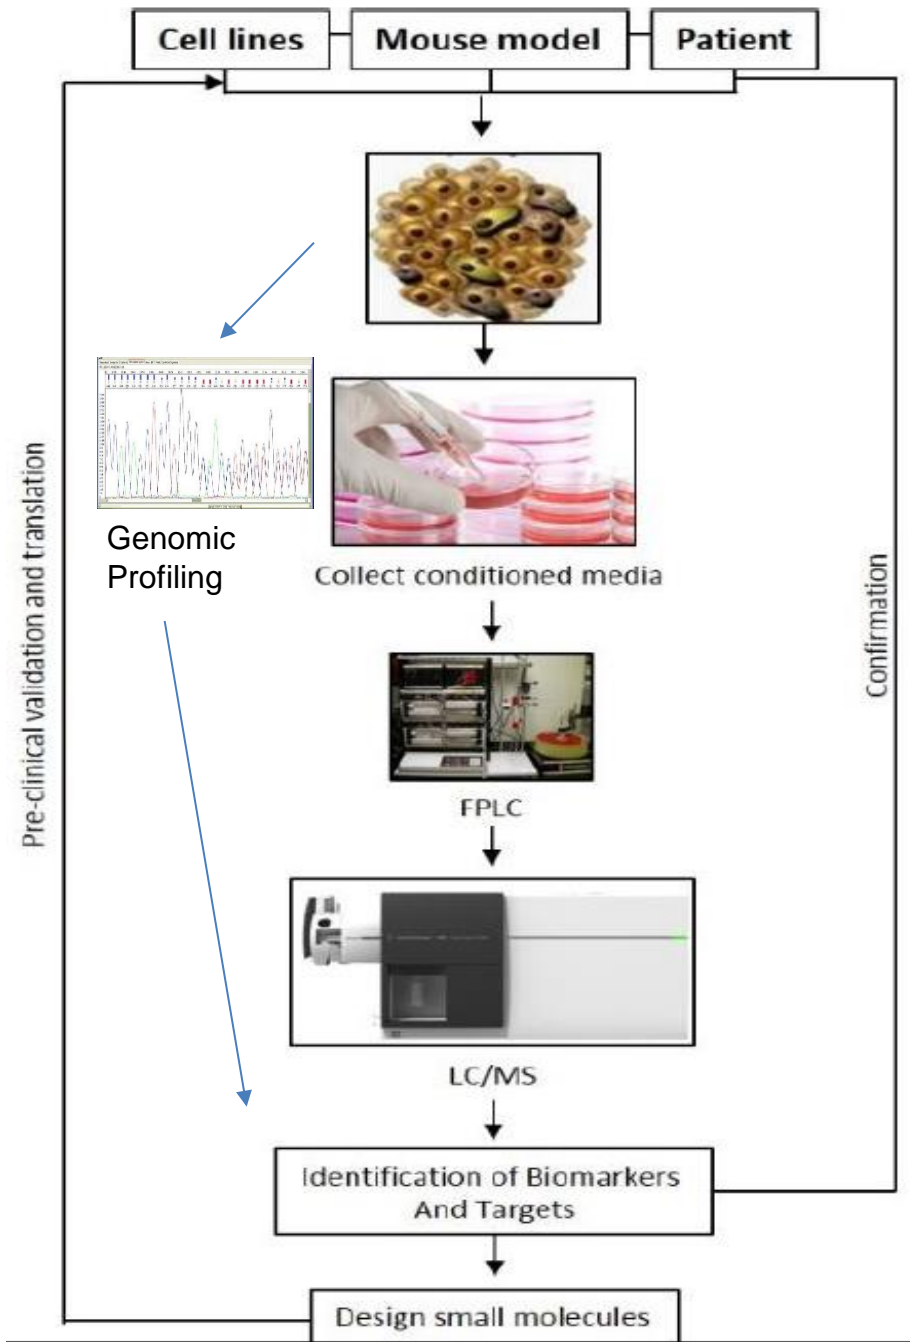 Cell lines
Mouse model
Patient
Genomic
Profiling
Collect conditioned media
Pre-clinical validation and translation
Confirmation
FPLC
LC/MS
Identification of Biomarkers
And Targets
Design small molecules